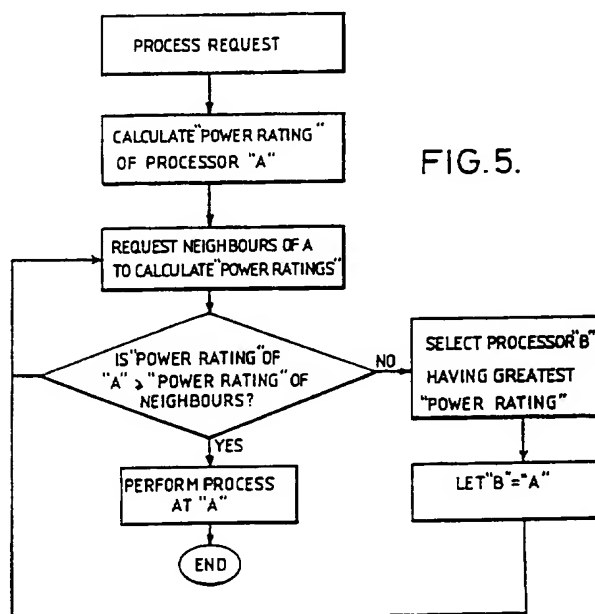 PROCESS REQUEST
CALCULATE "POWER RATING"
OF PROCESSOR "A"
FIG.5.
REQUEST NEIGHBOURS OF A
TO CALCULATE "POWER RATINGS"
IS "POWER RATING" OF
"A" ⩾ "POWER RATING" OF
NEIGHBOURS?
NO
SELECT PROCESSOR "B"
HAVING GREATEST
"POWER RATING"
YES
PERFORM PROCESS
AT "A"
LET "B"="A"
END